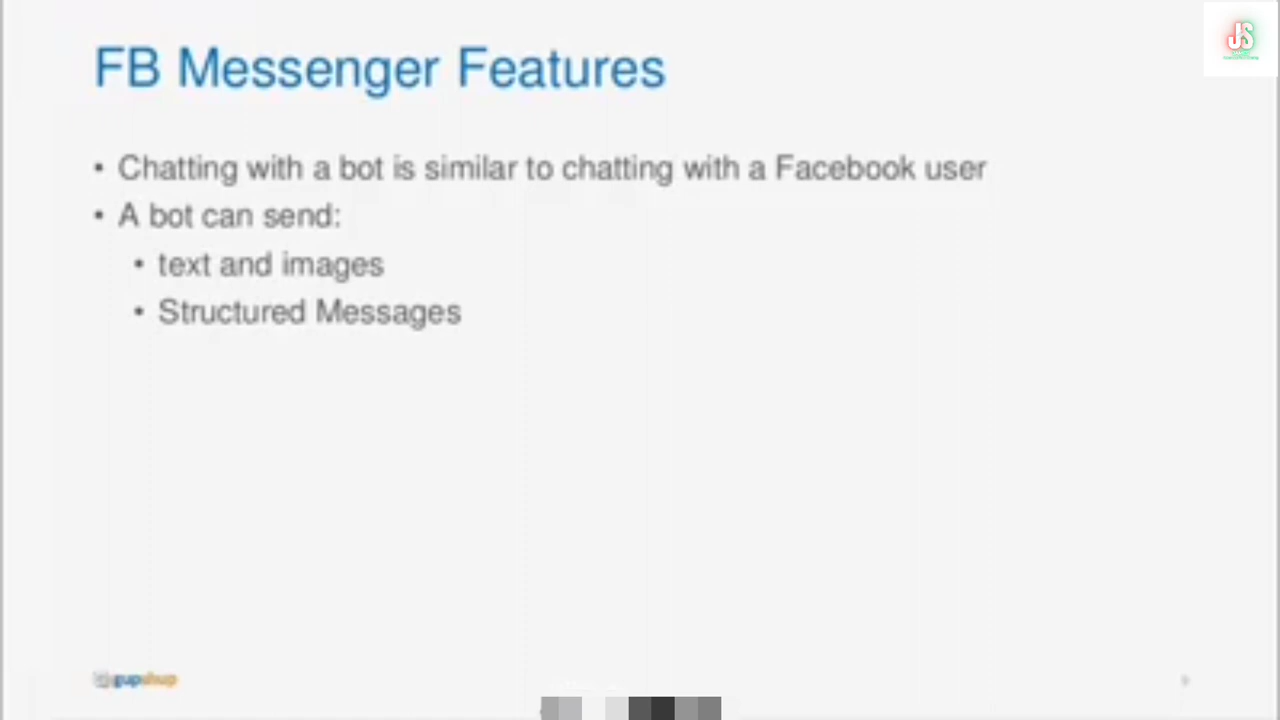 JS
FB Messenger Features
• Chatting with a bot is similar to chatting with a Facebook user
• A bot can send:
• text and images
• Structured Messages
gupshup